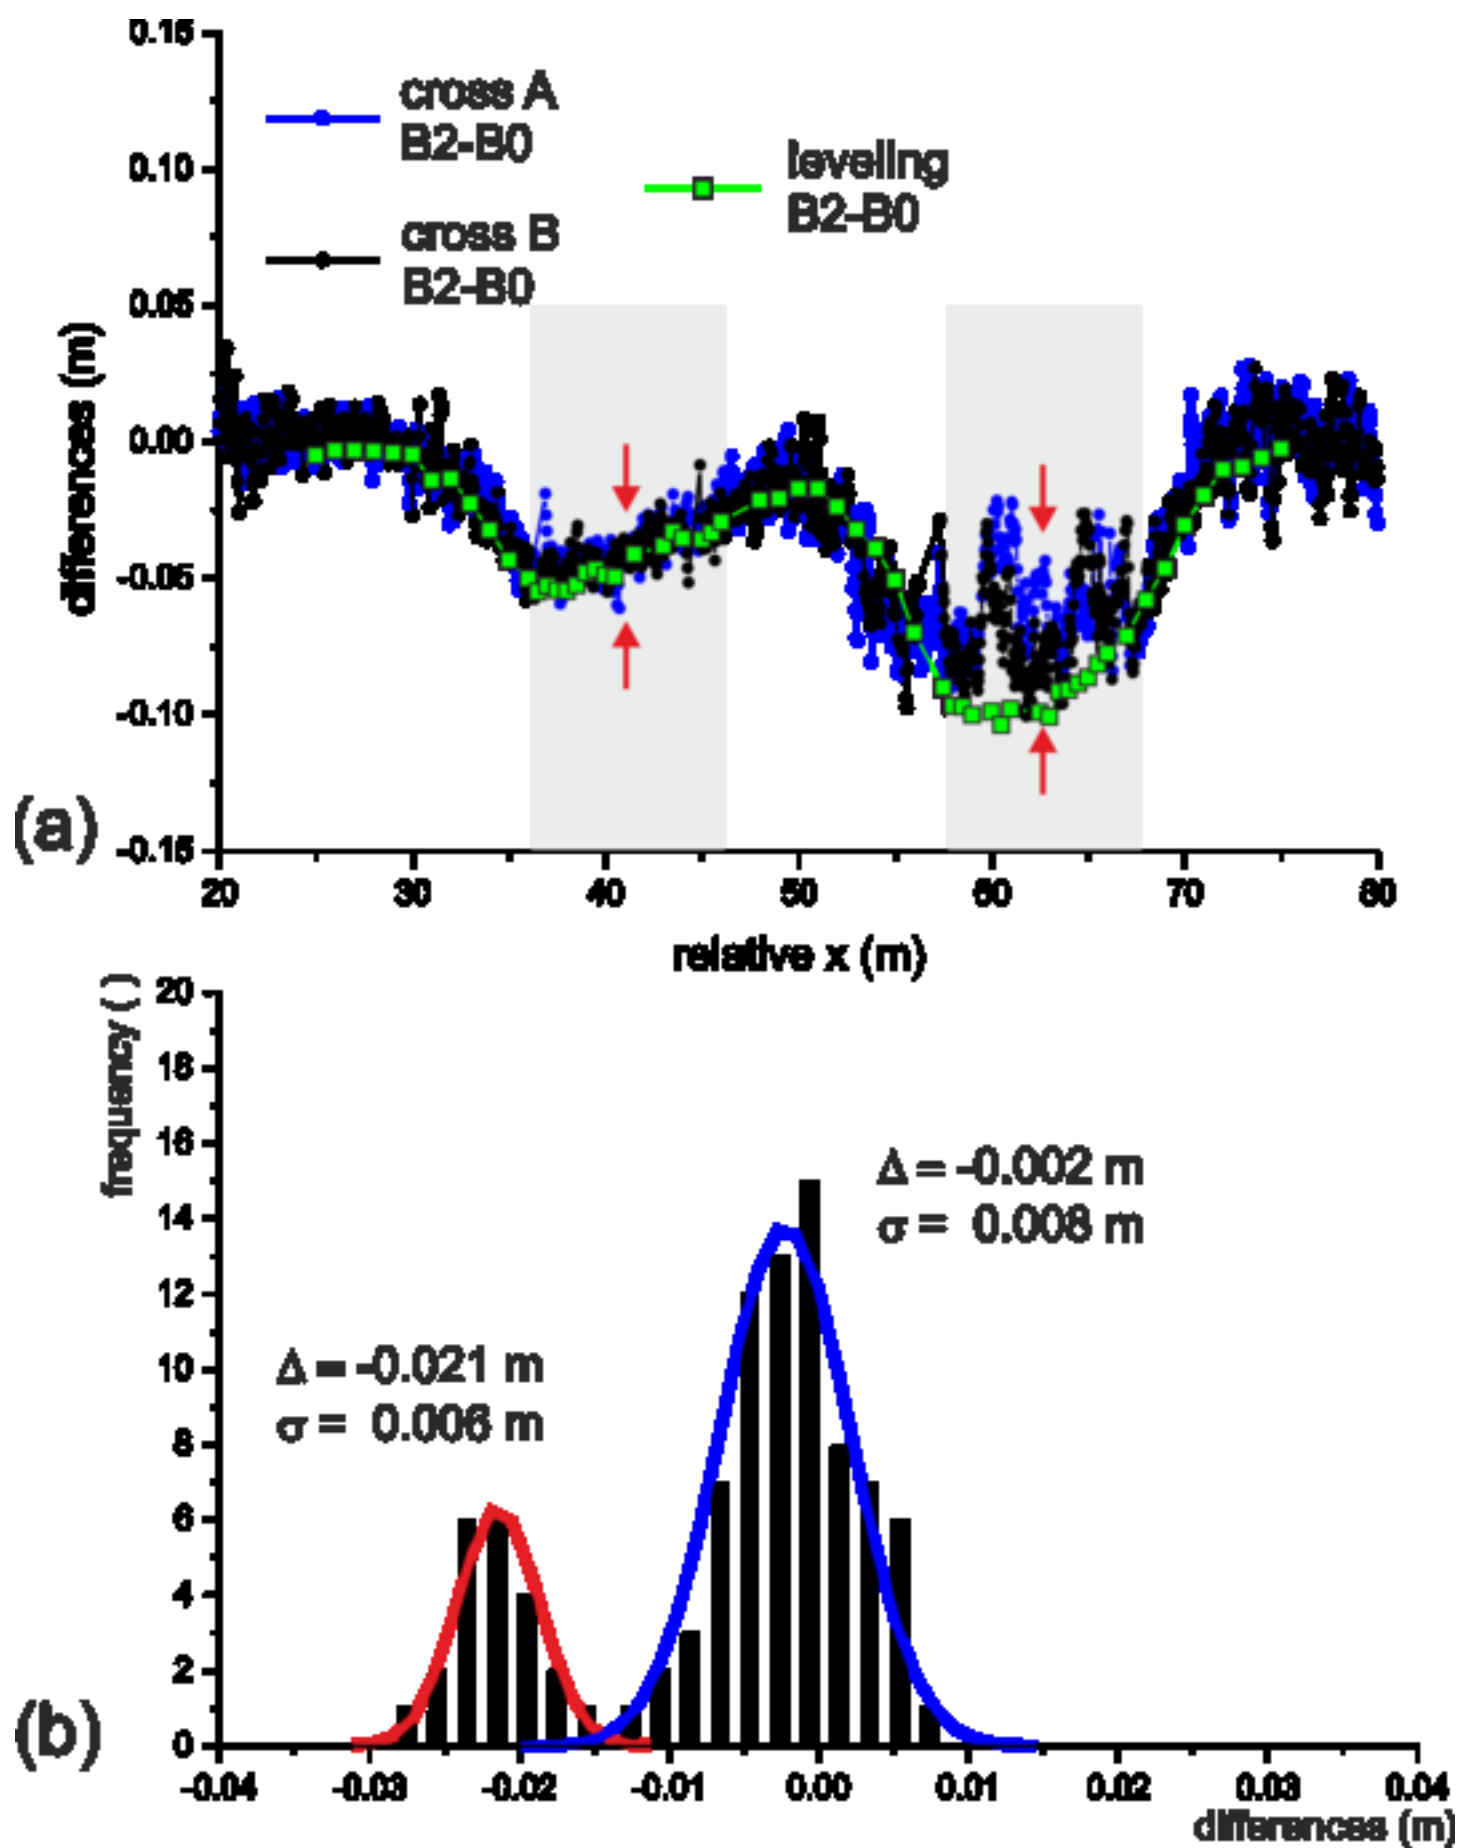 0.15
cross A
B2-B0
leveling
B2-B0
0.10
cross B
B2-B0
0.05
differences (m)
0.00
-0.05
-0.10
(a)
-0.15
20 30 40 50 60 70 80
relative x (m)
frequency ( )
20
18
16
Δ = -0.002 m
σ = 0.008 m
14
12
Δ = -0.021 m
10
σ = 0.006 m
8
6
4
2
(b)
0
-0.04 -0.03 -0.02 -0.01 0.00 0.01 0.02 0.03 0.04
differences (m)